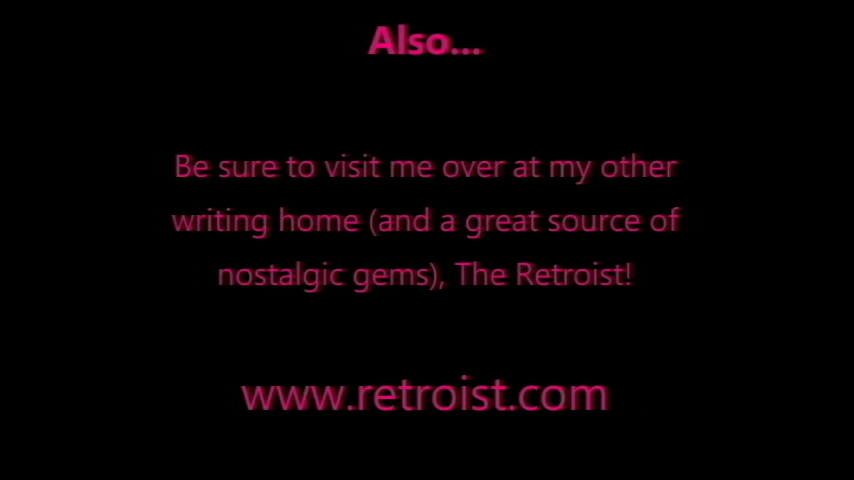 Also...
Be sure to visit me over at my other
writing home (and a great source of
nostalgic gems), The Retroist!
www.retroist.com